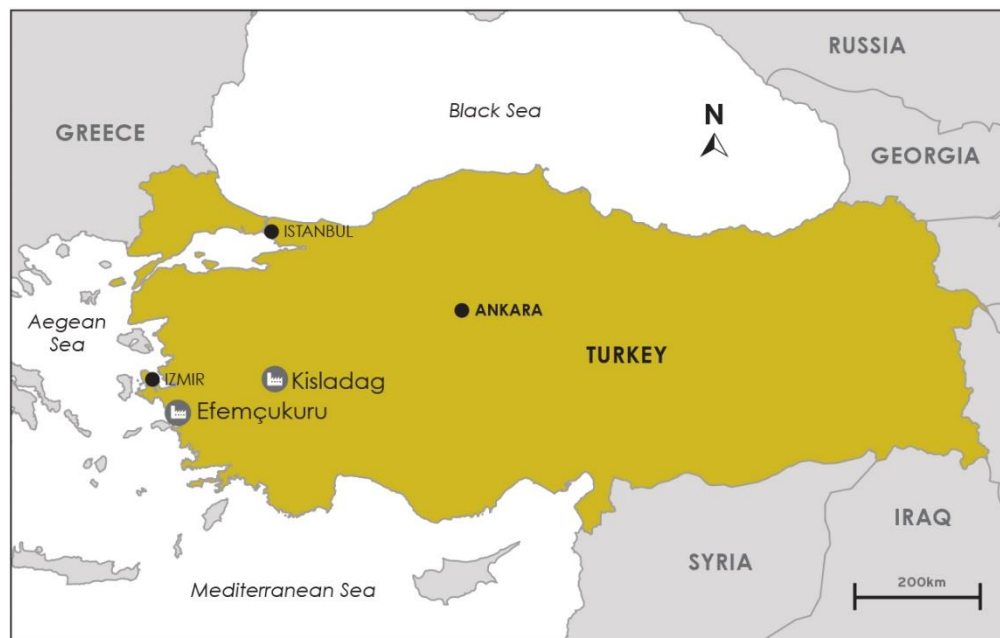 RUSSIA
Black Sea
N
GREECE
GEORGIA
ISTANBUL
ANKARA
Aegean
Sea
TURKEY
IZMIR
Kisladag
Efemçukuru
IRAQ
SYRIA
Mediterranean Sea
200km